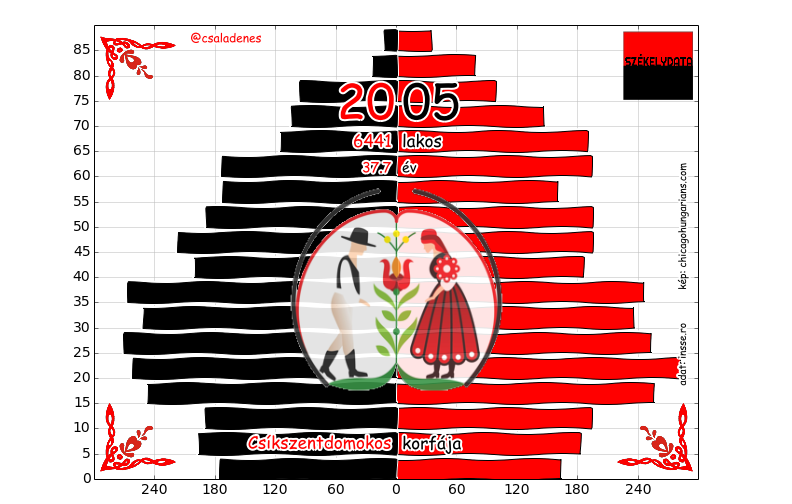 @csaladenes
SZÉKELYDATA
2005
6441 lakos
37.7 év
kép: chicagohungarians.com
adat: insse.ro
Csíkszentdomokos korfája
85
80
75
70
65
60
55
50
45
40
35
30
25
20
15
10
5
0
240 180 120 60 0 60 120 180 240